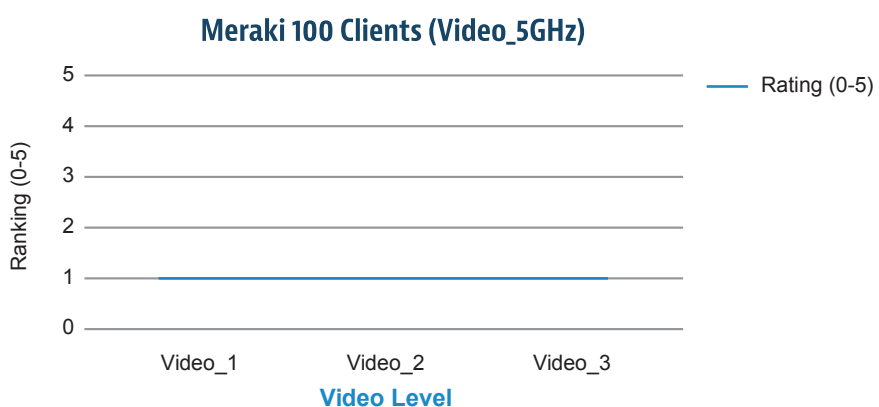 Meraki 100 Clients (Video_5GHz)
5
4
3
2
1
0
Ranking (0-5)
Rating (0-5)
Video_1 Video_2 Video_3
Video Level